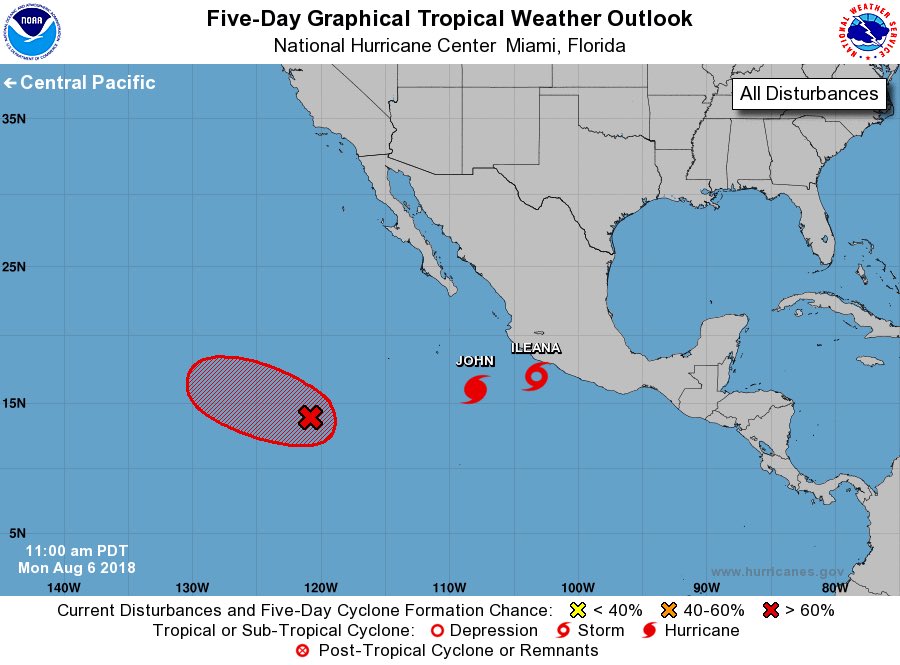 Five-Day Graphical Tropical Weather Outlook
National Hurricane Center Miami, Florida
NOAA
NATIONAL WEATHER SERVICE
Central Pacific
All Disturbances
35N
25N
15N
5N
JOHN
ILEANA
11:00 am PDT
Mon Aug 6 2018
www.hurricanes.gov
140W 130W 120W 110W 100W 90W 80W
Current Disturbances and Five-Day Cyclone Formation Chance: < 40% 40-60% > 60%
Tropical or Sub-Tropical Cyclone: Depression Storm Hurricane
Post-Tropical Cyclone or Remnants